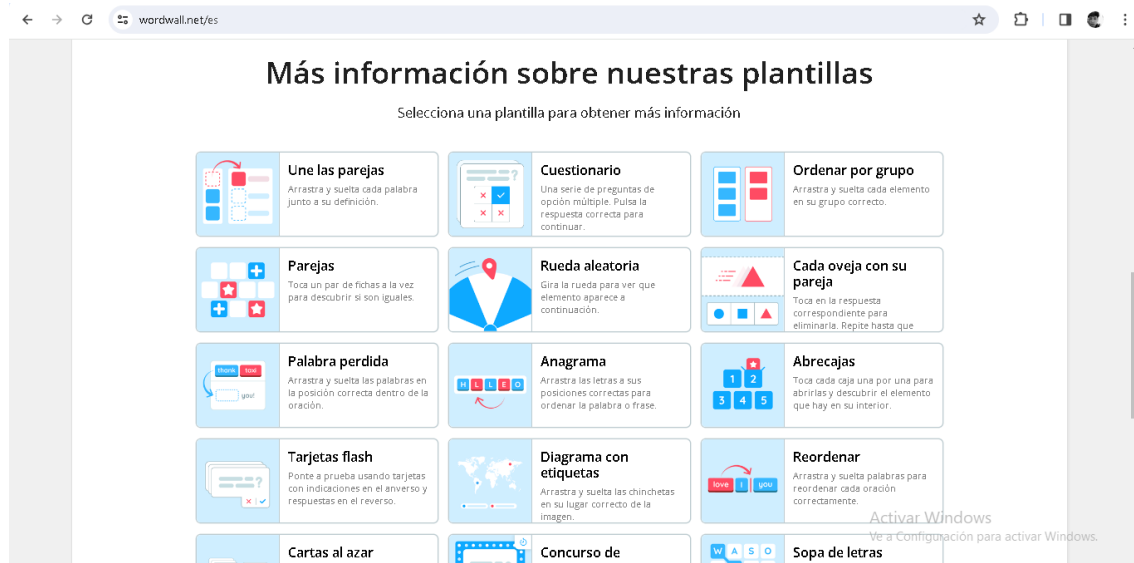 wordwall.net/es
Más información sobre nuestras plantillas
Selecciona una plantilla para obtener más información
Une las parejas
Arrastra y suelta cada palabra
junto a su definición.
Cuestionario
Una serie de preguntas de
opción múltiple. Pulsa la
respuesta correcta para
continuar.
Ordenar por grupo
Arrastra y suelta cada elemento
en su grupo correcto.
Parejas
Toca un par de fichas a la vez
para descubrir si son iguales.
Rueda aleatoria
Gira la rueda para ver que
elemento aparece a
continuación.
Cada oveja con su
pareja
Toca en la respuesta
correspondiente para
eliminarla. Repite hasta que
thank taxi
you!
Palabra perdida
Arrastra y suelta las palabras en
la posición correcta dentro de la
oración.
H L L E O
Anagrama
Arrastra las letras a sus
posiciones correctas para
ordenar la palabra o frase.
1 2
3 4 5
Abrecajas
Toca cada caja una por una para
abrirlas y descubrir el elemento
que hay en su interior.
?
Tarjetas flash
Ponte a prueba usando tarjetas
con indicaciones en el anverso y
respuestas en el reverso.
Diagrama con
etiquetas
Arrastra y suelta las chinchetas
en su lugar correcto de la
imagen.
love I you
Reordenar
Arrastra y suelta palabras para
reordenar cada oración
correctamente.
Activar Windows
Ve a Configuración para activar Windows.
Cartas al azar
Concurso de
W A S O
Sopa de letras